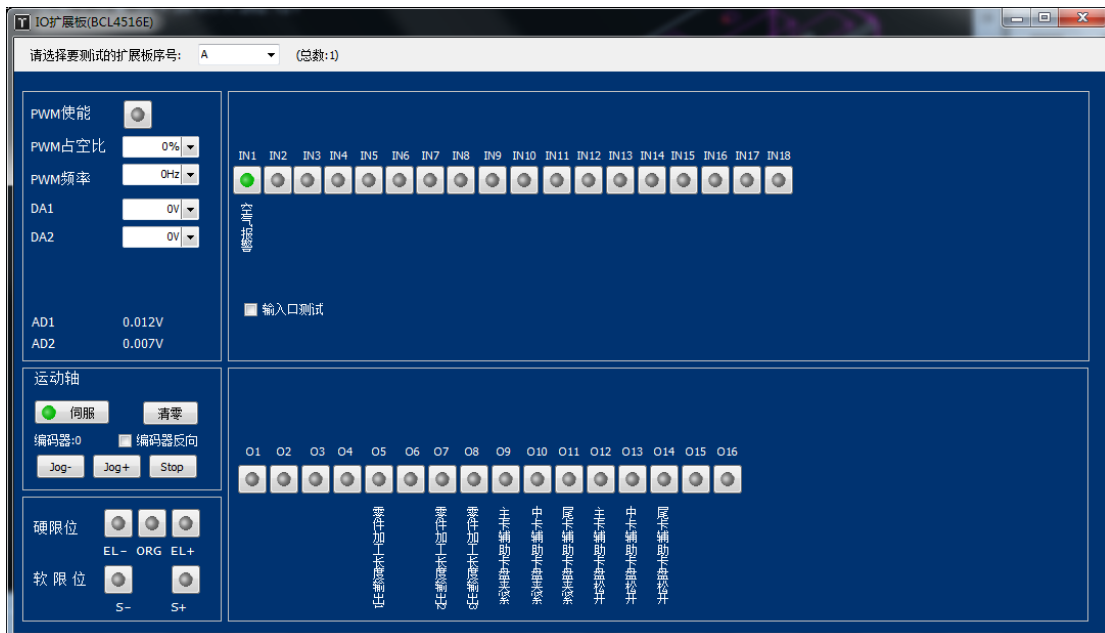 IO扩展板(BCL4516E)
请选择要测试的扩展板序号: A (总数:1)
PWM使能
PWM占空比 0%
PWM频率 0Hz
DA1 0V
DA2 0V
AD1 0.012V
AD2 0.007V
IN1 IN2 IN3 IN4 IN5 IN6 IN7 IN8 IN9 IN10 IN11 IN12 IN13 IN14 IN15 IN16 IN17 IN18
空气报警
输入口测试
运动轴
伺服 清零
编码器:0 编码器反向
Jog- Jog+ Stop
硬限位
EL- ORG EL+
软限位
S- S+
O1 O2 O3 O4 O5 O6 O7 O8 O9 O10 O11 O12 O13 O14 O15 O16
零件加工长度输出1
零件加工长度输出2
零件加工长度输出3
主卡辅助卡盘夹紧
中卡辅助卡盘夹紧
尾卡辅助卡盘夹紧
主卡辅助卡盘松开
中卡辅助卡盘松开
尾卡辅助卡盘松开